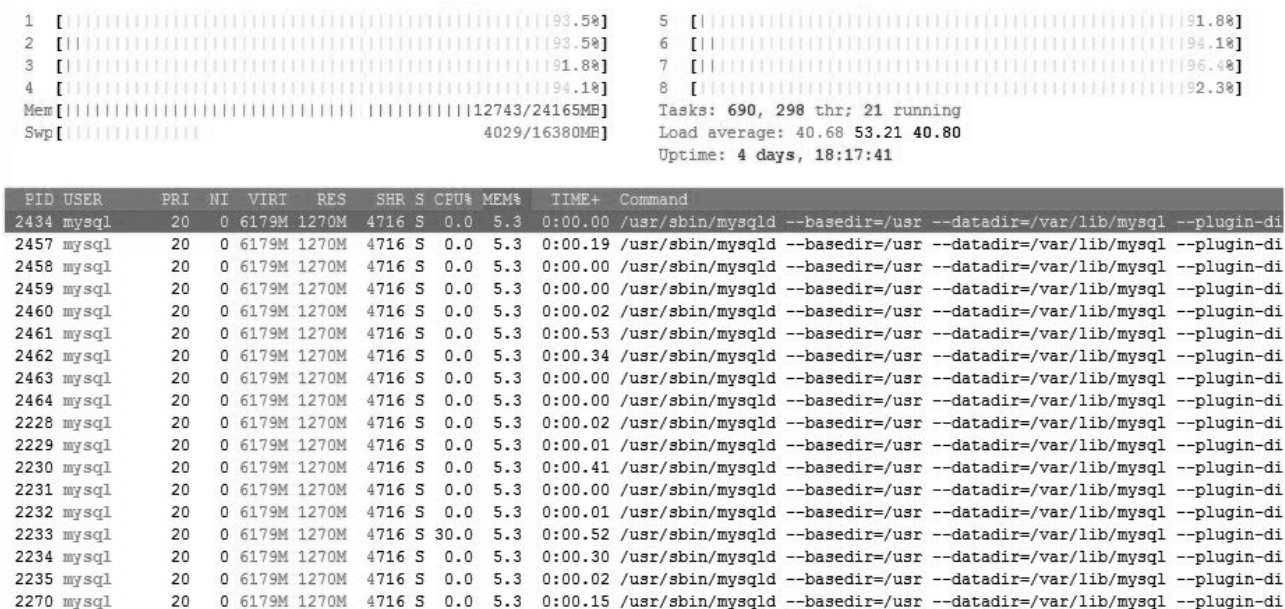 1 [93.5%] 5 [91.8%]
2 [93.5%] 6 [94.1%]
3 [91.8%] 7 [96.4%]
4 [94.1%] 8 [92.3%]
Mem[12743/24165MB] Tasks: 690, 298 thr; 21 running
Swp[4029/16380MB] Load average: 40.68 53.21 40.80
Uptime: 4 days, 18:17:41
PID USER PRI NI VIRT RES SHR S CPU% MEM% TIME+ Command
2434 mysql 20 0 6179M 1270M 4716 S 0.0 5.3 0:00.00 /usr/sbin/mysqld --basedir=/usr --datadir=/var/lib/mysql --plugin-di
2457 mysql 20 0 6179M 1270M 4716 S 0.0 5.3 0:00.19 /usr/sbin/mysqld --basedir=/usr --datadir=/var/lib/mysql --plugin-di
2458 mysql 20 0 6179M 1270M 4716 S 0.0 5.3 0:00.00 /usr/sbin/mysqld --basedir=/usr --datadir=/var/lib/mysql --plugin-di
2459 mysql 20 0 6179M 1270M 4716 S 0.0 5.3 0:00.00 /usr/sbin/mysqld --basedir=/usr --datadir=/var/lib/mysql --plugin-di
2460 mysql 20 0 6179M 1270M 4716 S 0.0 5.3 0:00.02 /usr/sbin/mysqld --basedir=/usr --datadir=/var/lib/mysql --plugin-di
2461 mysql 20 0 6179M 1270M 4716 S 0.0 5.3 0:00.53 /usr/sbin/mysqld --basedir=/usr --datadir=/var/lib/mysql --plugin-di
2462 mysql 20 0 6179M 1270M 4716 S 0.0 5.3 0:00.34 /usr/sbin/mysqld --basedir=/usr --datadir=/var/lib/mysql --plugin-di
2463 mysql 20 0 6179M 1270M 4716 S 0.0 5.3 0:00.00 /usr/sbin/mysqld --basedir=/usr --datadir=/var/lib/mysql --plugin-di
2464 mysql 20 0 6179M 1270M 4716 S 0.0 5.3 0:00.00 /usr/sbin/mysqld --basedir=/usr --datadir=/var/lib/mysql --plugin-di
2228 mysql 20 0 6179M 1270M 4716 S 0.0 5.3 0:00.02 /usr/sbin/mysqld --basedir=/usr --datadir=/var/lib/mysql --plugin-di
2229 mysql 20 0 6179M 1270M 4716 S 0.0 5.3 0:00.01 /usr/sbin/mysqld --basedir=/usr --datadir=/var/lib/mysql --plugin-di
2230 mysql 20 0 6179M 1270M 4716 S 0.0 5.3 0:00.41 /usr/sbin/mysqld --basedir=/usr --datadir=/var/lib/mysql --plugin-di
2231 mysql 20 0 6179M 1270M 4716 S 0.0 5.3 0:00.00 /usr/sbin/mysqld --basedir=/usr --datadir=/var/lib/mysql --plugin-di
2232 mysql 20 0 6179M 1270M 4716 S 0.0 5.3 0:00.01 /usr/sbin/mysqld --basedir=/usr --datadir=/var/lib/mysql --plugin-di
2233 mysql 20 0 6179M 1270M 4716 S 30.0 5.3 0:00.52 /usr/sbin/mysqld --basedir=/usr --datadir=/var/lib/mysql --plugin-di
2234 mysql 20 0 6179M 1270M 4716 S 0.0 5.3 0:00.30 /usr/sbin/mysqld --basedir=/usr --datadir=/var/lib/mysql --plugin-di
2235 mysql 20 0 6179M 1270M 4716 S 0.0 5.3 0:00.02 /usr/sbin/mysqld --basedir=/usr --datadir=/var/lib/mysql --plugin-di
2270 mysql 20 0 6179M 1270M 4716 S 0.0 5.3 0:00.15 /usr/sbin/mysqld --basedir=/usr --datadir=/var/lib/mysql --plugin-di